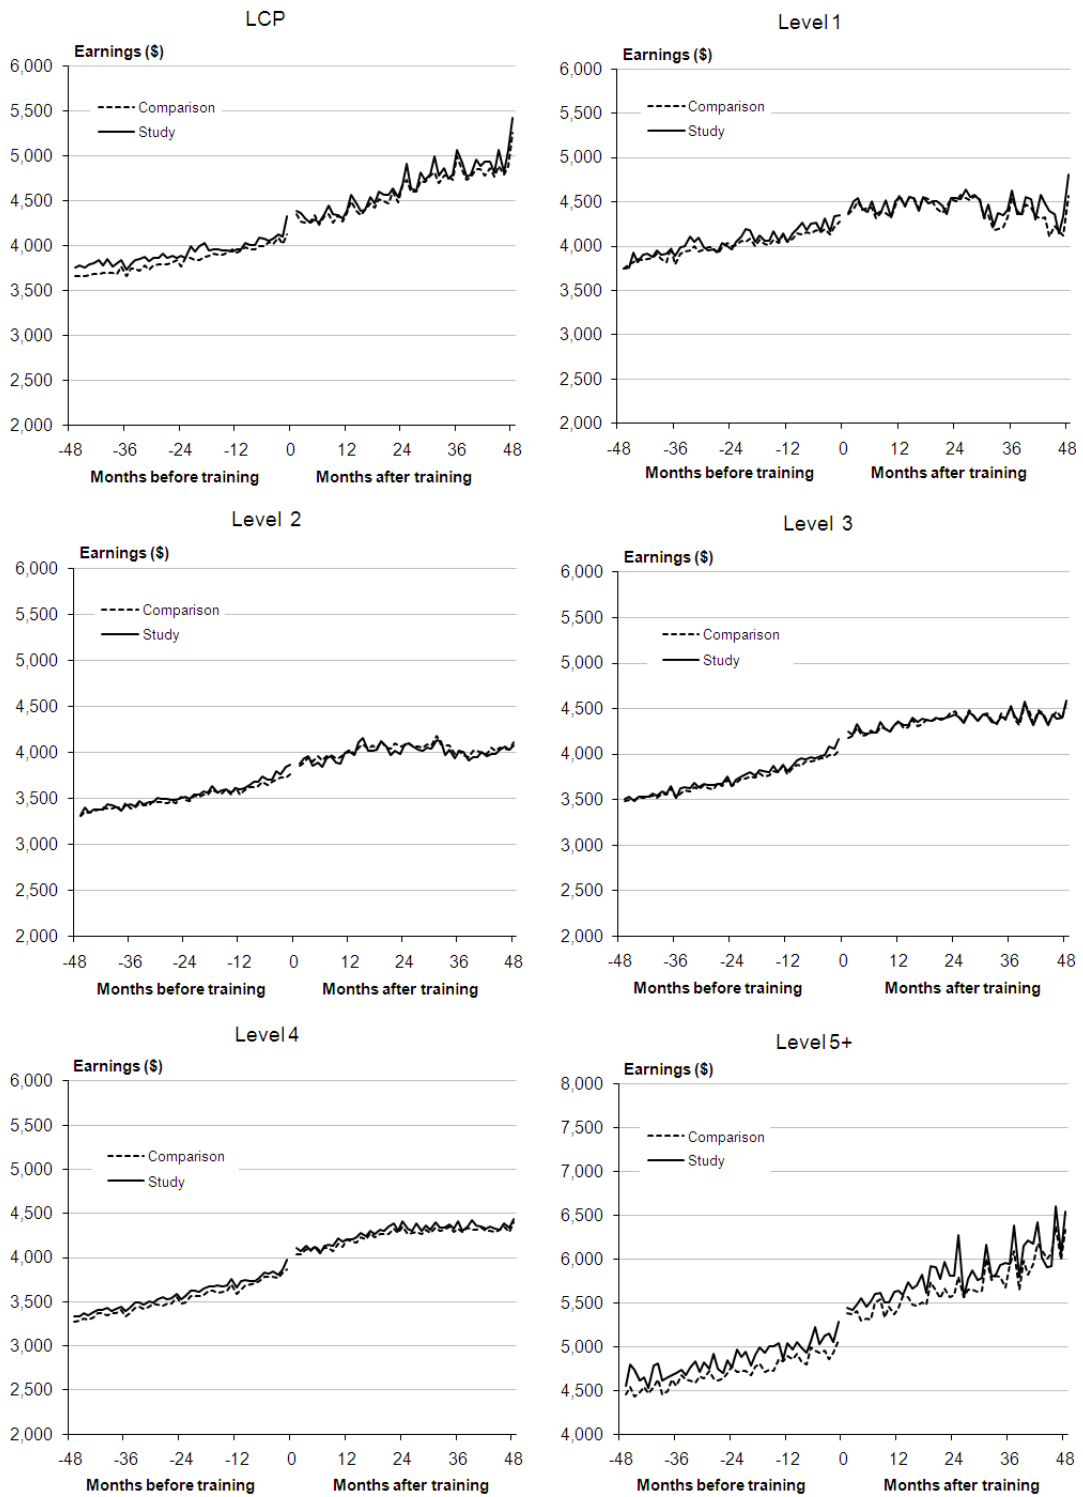 LCP
Earnings ($)
6,000
5,500
5,000
4,500
4,000
3,500
3,000
2,500
2,000
Comparison
Study
-48 -36 -24 -12 0 12 24 36 48
Months before training Months after training
Level 1
Earnings ($)
6,000
5,500
5,000
4,500
4,000
3,500
3,000
2,500
2,000
Comparison
Study
-48 -36 -24 -12 0 12 24 36 48
Months before training Months after training
Level 2
Earnings ($)
6,000
5,500
5,000
4,500
4,000
3,500
3,000
2,500
2,000
Comparison
Study
-48 -36 -24 -12 0 12 24 36 48
Months before training Months after training
Level 3
Earnings ($)
6,000
5,500
5,000
4,500
4,000
3,500
3,000
2,500
2,000
Comparison
Study
-48 -36 -24 -12 0 12 24 36 48
Months before training Months after training
Level 4
Earnings ($)
6,000
5,500
5,000
4,500
4,000
3,500
3,000
2,500
2,000
Comparison
Study
-48 -36 -24 -12 0 12 24 36 48
Months before training Months after training
Level 5+
Earnings ($)
8,000
7,500
7,000
6,500
6,000
5,500
5,000
4,500
4,000
Comparison
Study
-48 -36 -24 -12 0 12 24 36 48
Months before training Months after training